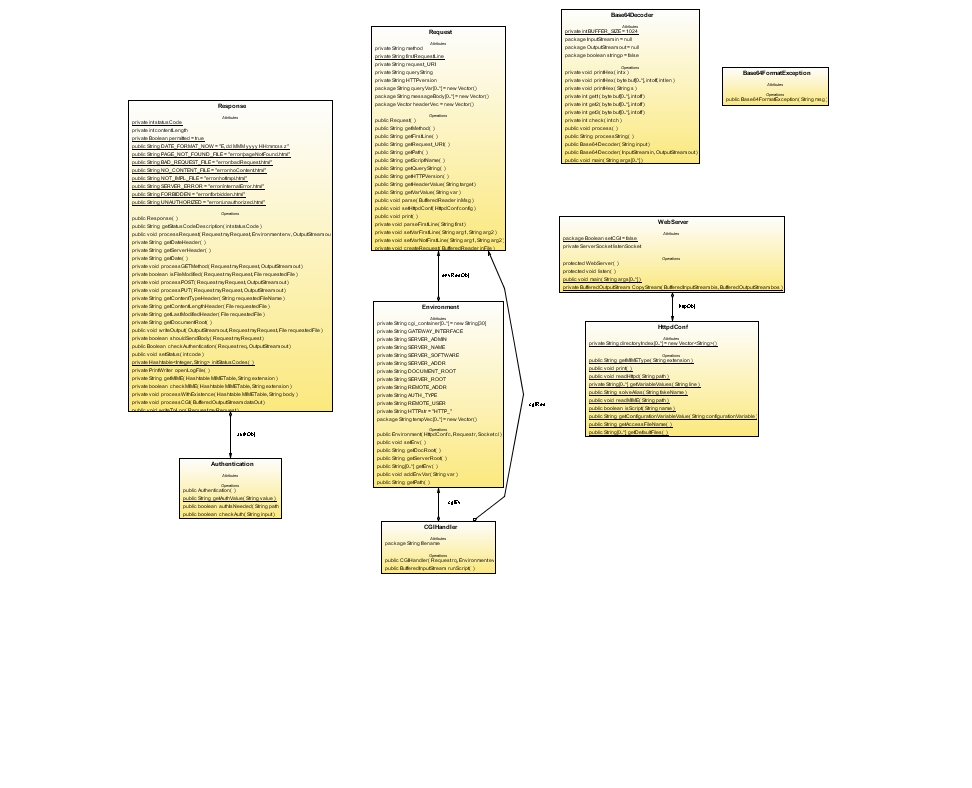 Response
Attributes
private int statusCode
private int contentLength
private Boolean permitted = true
public String DATE_FORMAT_NOW = "E, dd MMM yyyy HH:mm:ss z"
public String PAGE_NOT_FOUND_FILE = "error/pageNotFound.html"
public String BAD_REQUEST_FILE = "error/badRequest.html"
public String NO_CONTENT_FILE = "error/noContent.html"
public String NOT_IMPL_FILE = "error/notImpl.html"
public String SERVER_ERROR = "error/internalError.html"
public String FORBIDDEN = "error/forbidden.html"
public String UNAUTHORIZED = "error/unauthorized.html"
Operations
public Response( )
public String getStatusCodeDescription( int statusCode )
public void processRequest( Request myRequest, Environment env, OutputStream ou
private String getDateHeader( )
private String getServerHeader( )
private String getDate( )
private void processGETMethod( Request myRequest, OutputStream out )
private boolean isFileModified( Request myRequest, File requestedFile )
private void processPOST( Request myRequest, OutputStream out )
private void processPUT( Request myRequest, OutputStream out )
private String getContentTypeHeader( String requestedFileName )
private String getContentLengthHeader( File requestedFile )
private String getLastModifiedHeader( File requestedFile )
private String getDocumentRoot( )
public void writeOutput( OutputStream out, Request myRequest, File requestedFile )
private boolean shouldSendBody( Request myRequest )
public Boolean checkAuthentication( Request req, OutputStream out )
public void setStatus( int code )
private Hashtable<Integer, String> initStatusCodes( )
private PrintWriter openLogFile( )
private String getMIME( Hashtable MIMETable, String extension )
private boolean checkMIME( Hashtable MIMETable, String extension )
private void processWithExistence( Hashtable MIMETable, String body )
private void processCGI( BufferedOutputStream dataOut )
authObj
Authentication
Attributes
Operations
public Authentication( )
public String getAuthValue( String value )
public boolean authIsNeeded( String path
public boolean checkAuth( String input )
Request
Attributes
private String method
private String firstRequestLine
private String request_URI
private String queryString
private String HTTPversion
package String queryVar[0..*] = new Vector()
package String messageBody[0..*] = new Vector()
package Vector headerVec = new Vector()
Operations
public Request( )
public String getMethod( )
public String getFirstLine( )
public String getRequest_URI( )
public String getPath( )
public String getScriptName( )
public String getQueryString( )
public String getHTTPVersion( )
public String getHeaderValue( String target )
public String getVarValue( String var )
public void parse( BufferedReader inMsg )
public void setHttpdConf( HttpdConf config )
public void print( )
private void parseFirstLine( String first )
private void setVarFirstLine( String arg1, String arg2 )
private void setVarNotFirstLine( String arg1, String arg2
private void createRequest( BufferedReader inFile )
envReqObj
Environment
Attributes
private String cgi_container[0..*] = new String[30]
private String GATEWAY_INTERFACE
private String SERVER_ADMIN
private String SERVER_NAME
private String SERVER_ADDR
private String SERVER_SOFTWARE
private String DOCUMENT_ROOT
private String SERVER_ROOT
private String REMOTE_ADDR
private String AUTH_TYPE
private String REMOTE_USER
private String HTTPstr = "HTTP_"
package String tempVec[0..*] = new Vector()
Operations
public Environment( HttpdConf c, Request r, Socket cl )
public void setEnv( )
public String getDocRoot( )
public String getServerRoot( )
public String[0..*] getEnv( )
public void addEnvVar( String var )
public String getPath( )
cgiEnv
cgiReq
CGIHandler
Attributes
package String filename
Operations
public CGIHandler( Request rq, Environment ev
public BufferedInputStream runScript( )
Base64Decoder
Attributes
private int BUFFER_SIZE = 1024
package InputStream in = null
package OutputStream out = null
package boolean stringp = false
Operations
private void printHex( int x )
private void printHex( byte buf[0..*], int off, int len )
private void printHex( String s )
private int get1( byte buf[0..*], int off )
private int get2( byte buf[0..*], int off )
private int get3( byte buf[0..*], int off )
private int check( int ch )
public void process( )
public String processString( )
public Base64Decoder( String input )
public Base64Decoder( InputStream in, OutputStream out )
public void main( String args[0..*] )
Base64FormatException
Attributes
Operations
public Base64FormatException( String msg )
WebServer
Attributes
package Boolean setCGI = false
private ServerSocket listenSocket
Operations
protected WebServer( )
protected void listen( )
public void main( String args[0..*] )
private BufferedOutputStream CopyStream( BufferedInputStream bis, BufferedOutputStream bos )
HttpdConf
Attributes
private String directoryIndex[0..*] = new Vector<String>()
Operations
public String getMIMEType( String extension )
public void print( )
public void readHttpd( String path )
private String[0..*] getVariableValues( String line )
public String solveAlias( String fakeName )
public void readMIME( String path )
public boolean isScript( String name )
public String getConfigurationVariableValue( String configurationVariable )
public String getAccessFileName( )
public String[0..*] getDefaultFiles( )